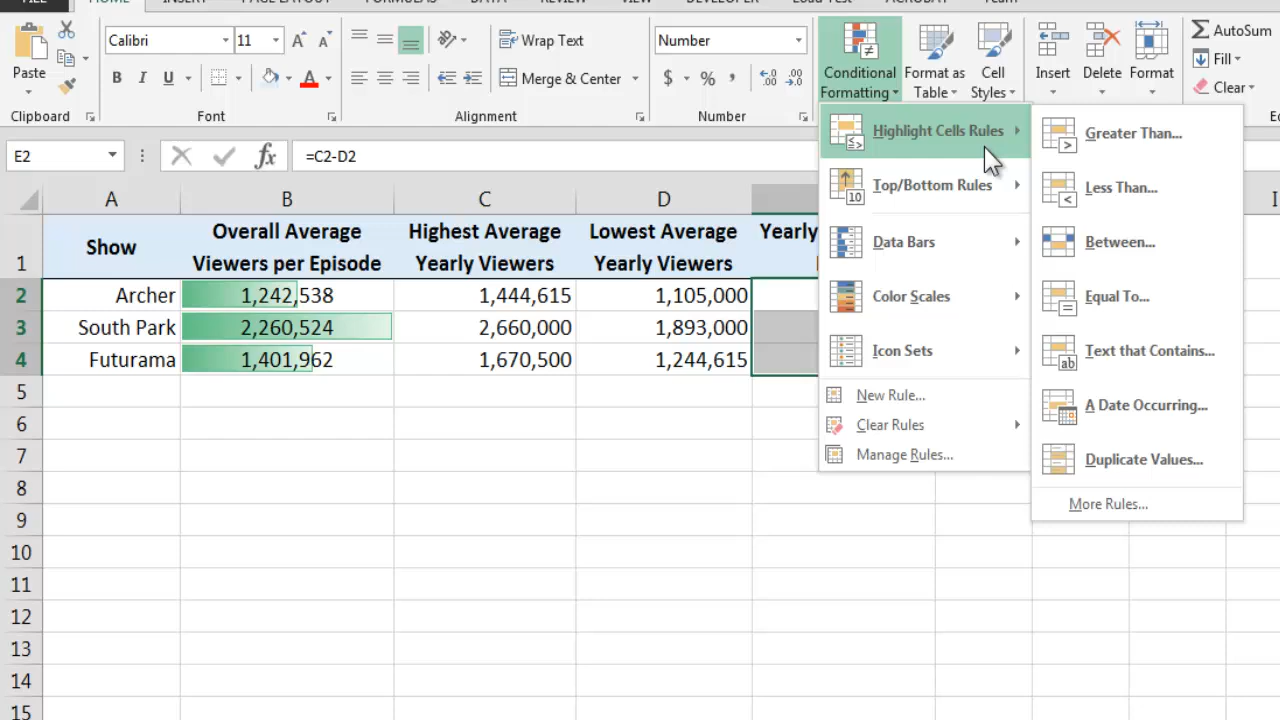 FILE HOME INSERT PAGE LAYOUT FORMULAS DATA REVIEW VIEW DEVELOPER Load Test ACROBAT Team
Paste
Clipboard
Calibri 11
B I U
Font
Wrap Text
Merge & Center
Alignment
Number
$ % ,
Number
Conditional Formatting
Format as Table
Cell Styles
Insert
Delete
Format
AutoSum
Fill
Clear
Highlight Cells Rules
Top/Bottom Rules
Data Bars
Color Scales
Icon Sets
New Rule...
Clear Rules
Manage Rules...
Greater Than...
Less Than...
Between...
Equal To...
Text that Contains...
A Date Occurring...
Duplicate Values...
More Rules...
E2 fx =C2-D2
A B C D I
1 Show Overall Average Viewers per Episode Highest Average Yearly Viewers Lowest Average Yearly Viewers Yearly
2 Archer 1,242,538 1,444,615 1,105,000
3 South Park 2,260,524 2,660,000 1,893,000
4 Futurama 1,401,962 1,670,500 1,244,615
5
6
7
8
9
10
11
12
13
14
15